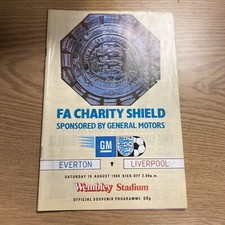 FA CHARITY SHIELD
SPONSORED BY GENERAL MOTORS
GM
EVERTON LIVERPOOL
SATURDAY 18 AUGUST 1984 KICK-OFF 3.00p.m.
Wembley Stadium
OFFICIAL SOUVENIR PROGRAMME 80p